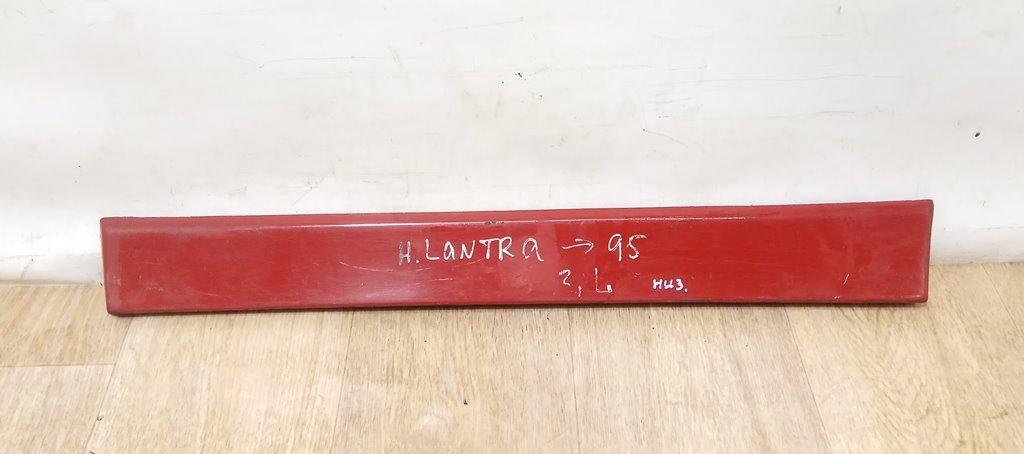 H. LANTRA → 95
2, L. низ.